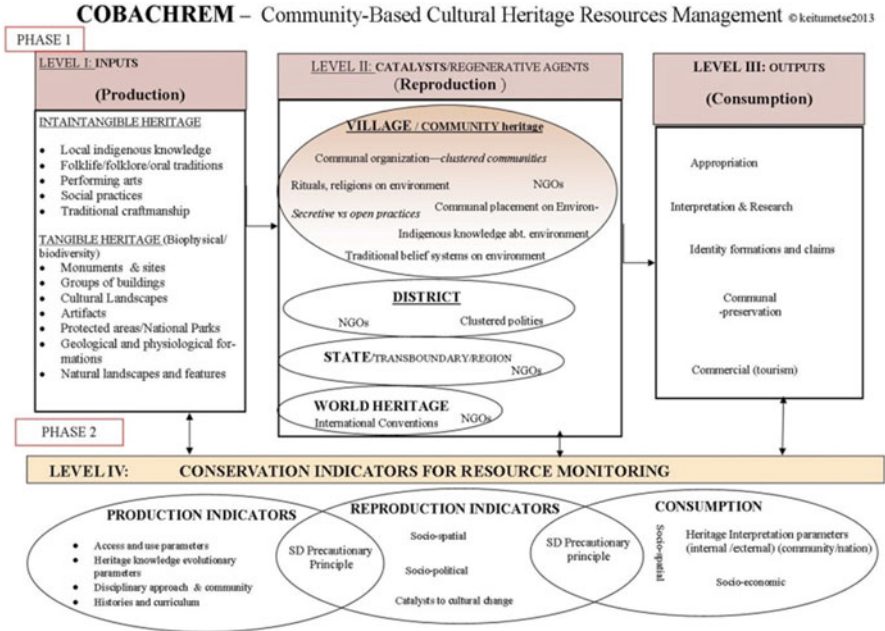 COBACHREM – Community-Based Cultural Heritage Resources Management ©keitumetse2013
PHASE 1
LEVEL I: INPUTS
(Production)
INTAINTANGIBLE HERITAGE
• Local indigenous knowledge
• Folklife/folklore/oral traditions
• Performing arts
• Social practices
• Traditional craftmanship
TANGIBLE HERITAGE (Biophysical/
biodiversity)
• Monuments & sites
• Groups of buildings
• Cultural Landscapes
• Artifacts
• Protected areas/National Parks
• Geological and physiological for-
mations
• Natural landscapes and features
LEVEL II: CATALYSTS/REGENERATIVE AGENTS
(Reproduction )
VILLAGE / COMMUNITY heritage
Communal organization—clustered communities
Rituals, religions on environment
NGOs
Communal placement on Environ-
Secretive vs open practices
Indigenous knowledge abt. environment
Traditional belief systems on environment
DISTRICT
NGOs
Clustered polities
STATE/TRANSBOUNDARY/REGION
NGOs
WORLD HERITAGE
International Conventions
NGOs
LEVEL III: OUTPUTS
(Consumption)
Appropriation
Interpretation & Research
Identity formations and claims
Communal
-preservation
Commercial (tourism)
PHASE 2
LEVEL IV: CONSERVATION INDICATORS FOR RESOURCE MONITORING
PRODUCTION INDICATORS
• Access and use parameters
• Heritage knowledge evolutionary
parameters
• Disciplinary approach & community
• Histories and curriculum
SD Precautionary
Principle
REPRODUCTION INDICATORS
Socio-spatial
Socio-political
Catalysts to cultural change
SD Precautionary
principle
CONSUMPTION
Socio-spatial
Heritage Interpretation parameters
(internal /external) (community/nation)
Socio-economic